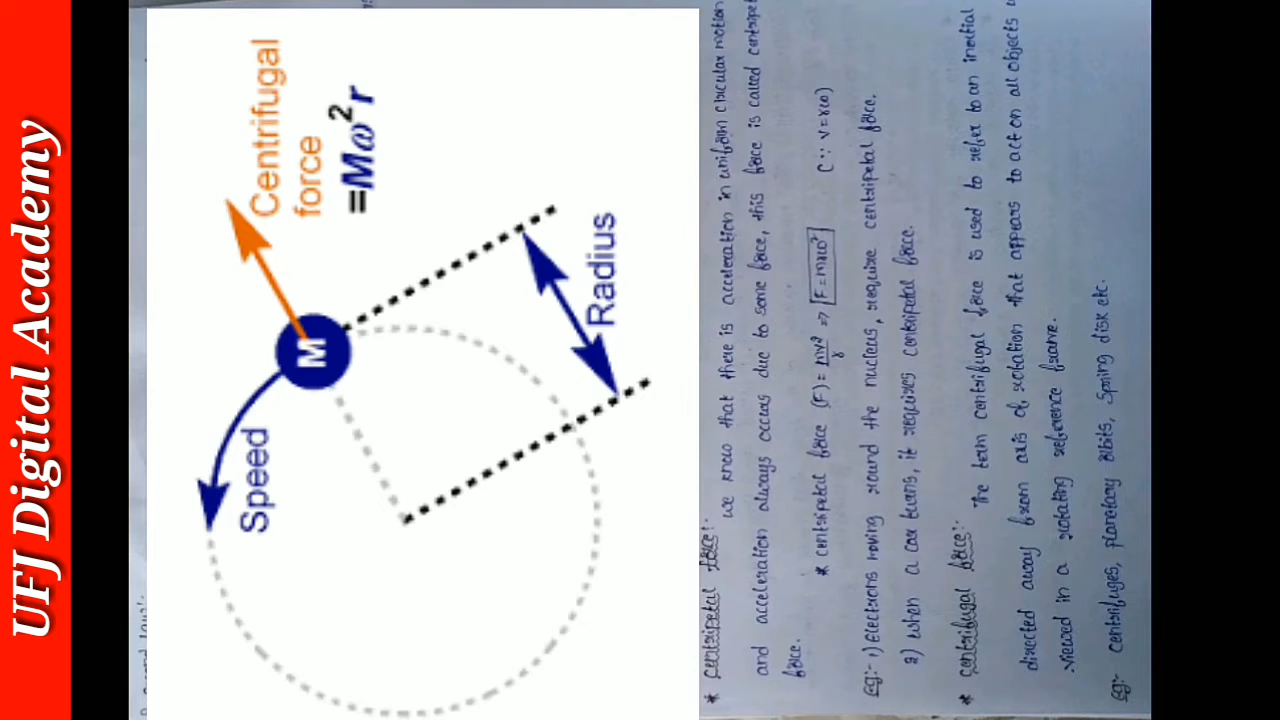 UFJ Digital Academy
Centrifugal
force
=Mω²r
Speed
M
Radius
* centripetal force:-
we know that there is acceleration in uniform circular motion
and acceleration always occurs due to some force, this force is called centripet
force.
* centripetal force (F) = mv²/r ⇒ F = mrω² (∵ v=rω)
eg:- 1) Electrons moving round the nucleus, require centripetal force.
2) when a car turns, it requires centripetal force.
* centrifugal force:-
The term centrifugal force is used to refer to an inertial
directed away from axis of rotation that appears to act on all objects
viewed in a rotating reference frame.
eg:- centrifuges, planetary orbits, spining disk etc.